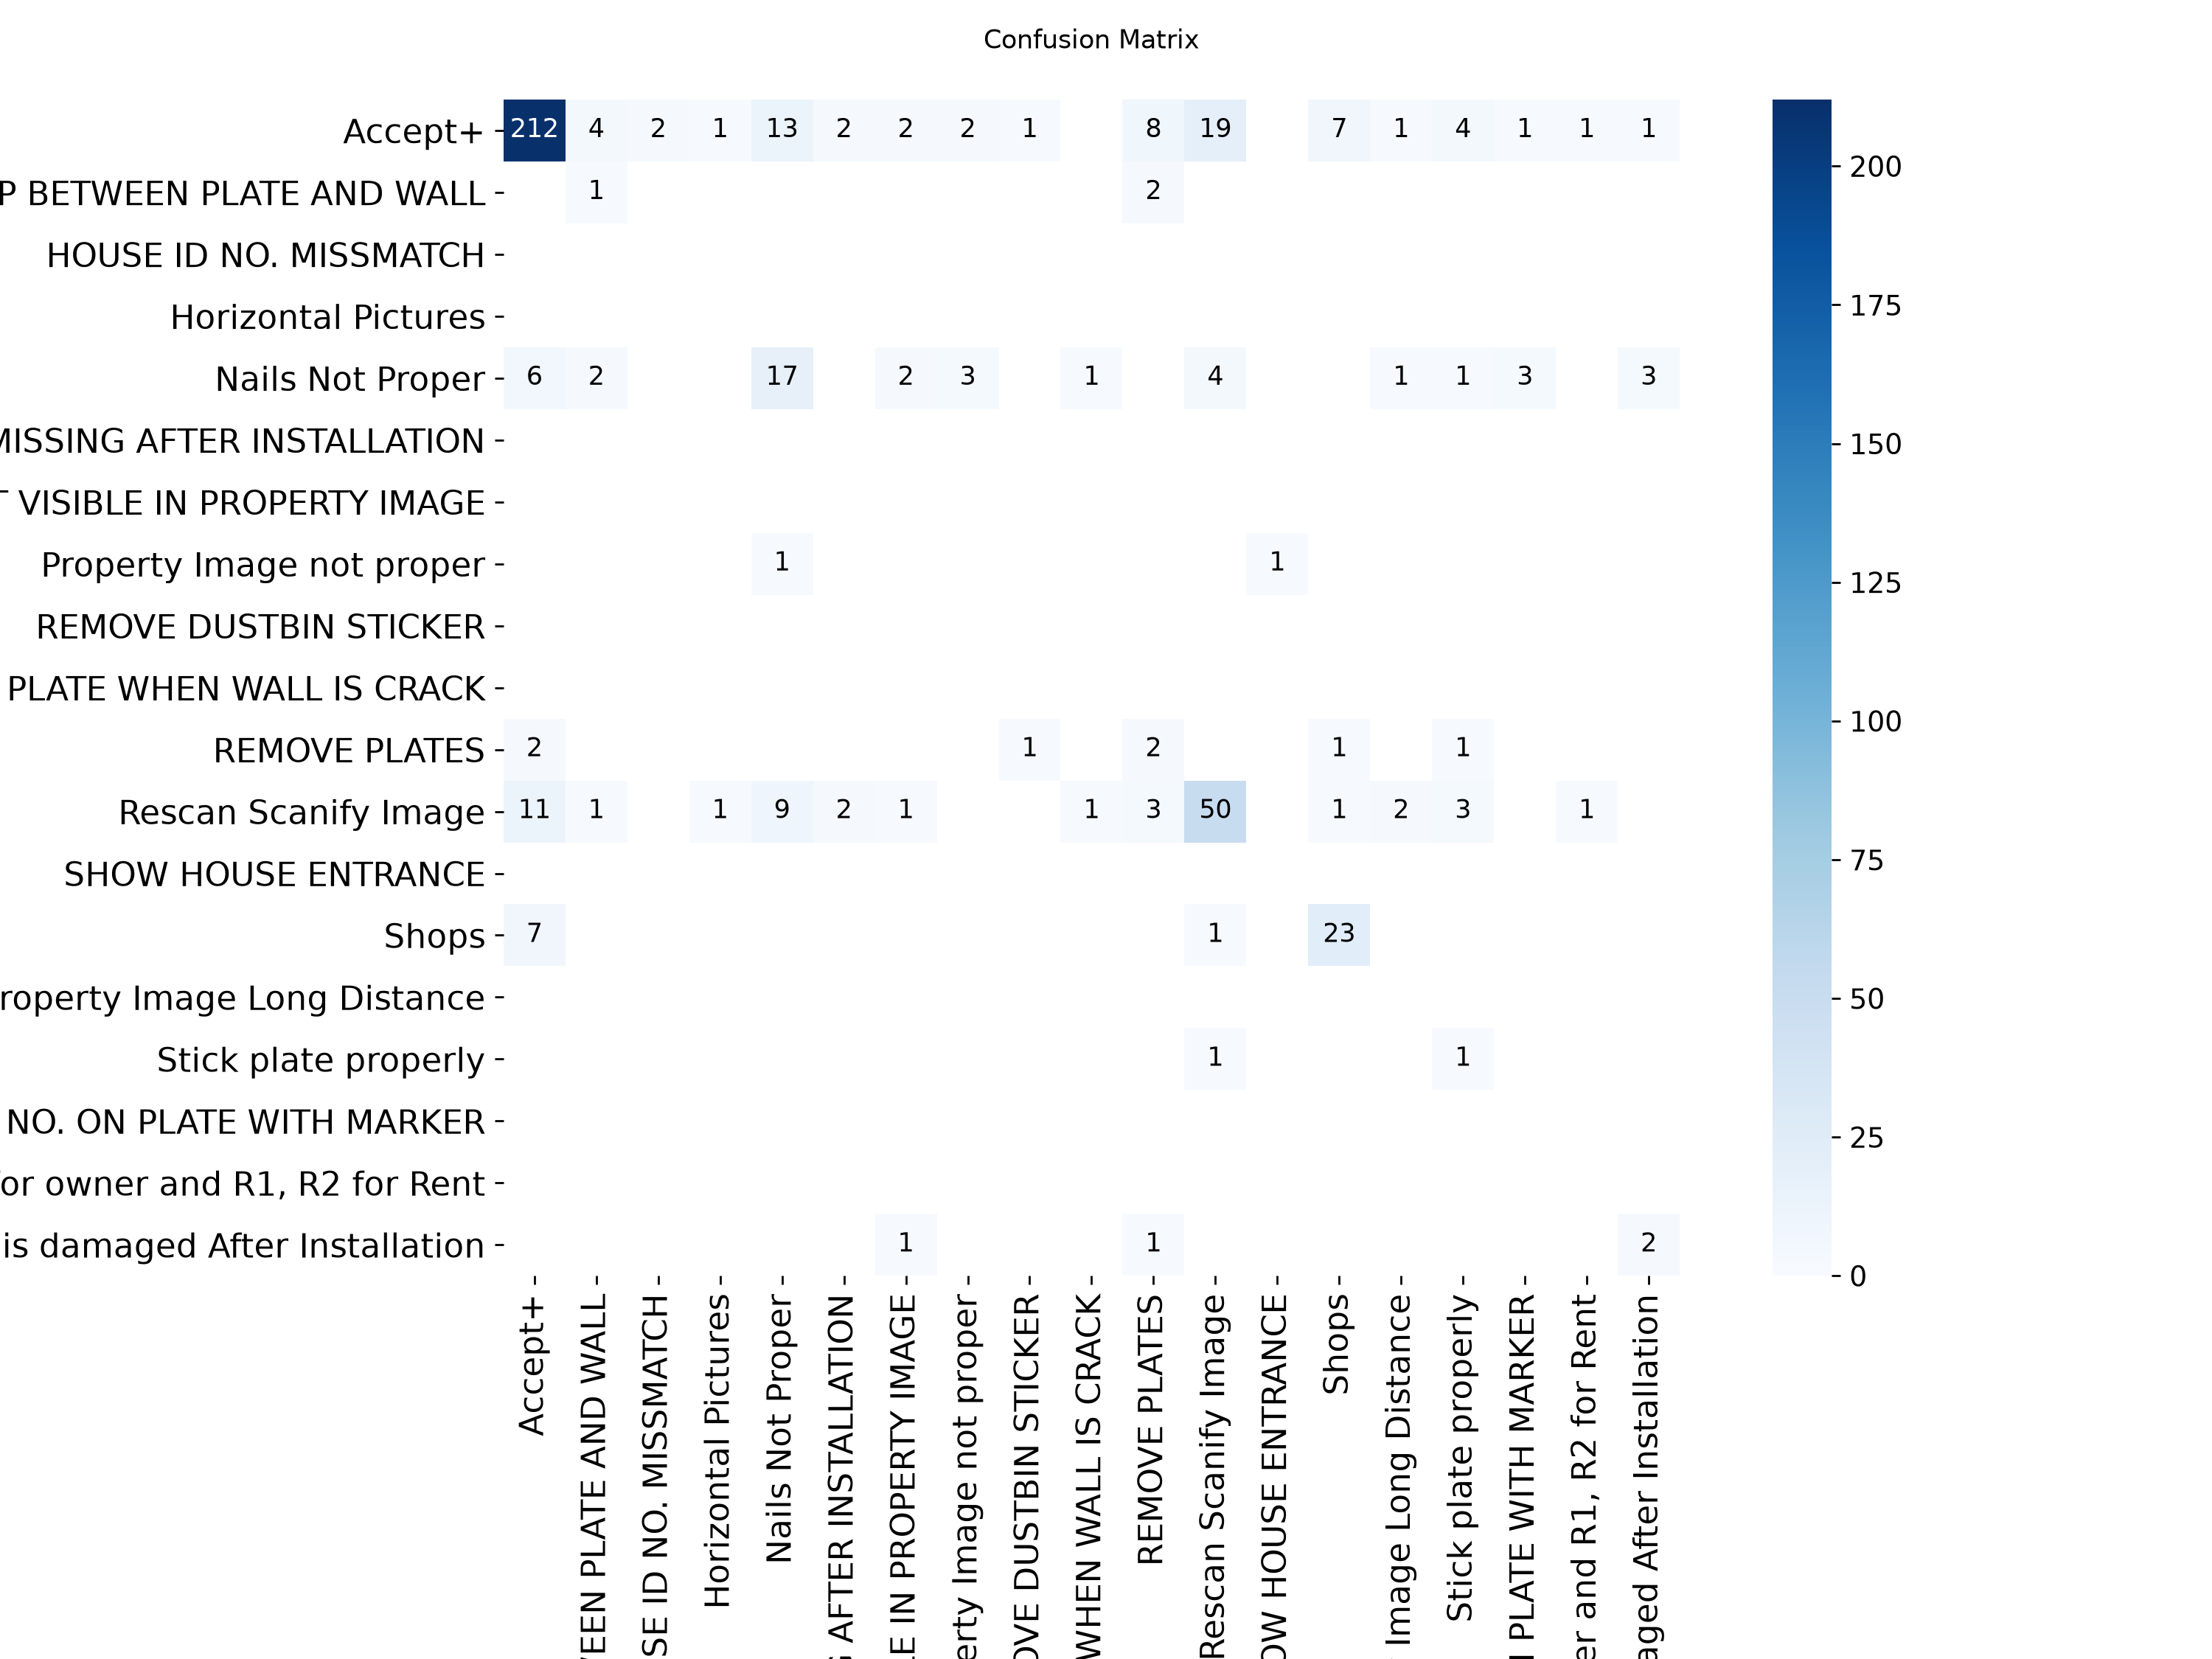 Confusion Matrix
Accept+ 212 4 2 1 13 2 2 2 1 8 19 7 1 4 1 1 1
P BETWEEN PLATE AND WALL 1 2
HOUSE ID NO. MISSMATCH
Horizontal Pictures
Nails Not Proper 6 2 17 2 3 1 4 1 1 3 3
MISSING AFTER INSTALLATION
T VISIBLE IN PROPERTY IMAGE
Property Image not proper 1 1
REMOVE DUSTBIN STICKER
PLATE WHEN WALL IS CRACK
REMOVE PLATES 2 1 2 1 1
Rescan Scanify Image 11 1 1 9 2 1 1 3 50 1 2 3 1
SHOW HOUSE ENTRANCE
Shops 7 1 23
roperty Image Long Distance
Stick plate properly 1 1
NO. ON PLATE WITH MARKER
or owner and R1, R2 for Rent
is damaged After Installation 1 1 2
Accept+
EEN PLATE AND WALL
SE ID NO. MISSMATCH
Horizontal Pictures
Nails Not Proper
AFTER INSTALLATION
LE IN PROPERTY IMAGE
erty Image not proper
OVE DUSTBIN STICKER
WHEN WALL IS CRACK
REMOVE PLATES
Rescan Scanify Image
OW HOUSE ENTRANCE
Shops
Image Long Distance
Stick plate properly
PLATE WITH MARKER
er and R1, R2 for Rent
aged After Installation
200
175
150
125
100
75
50
25
0